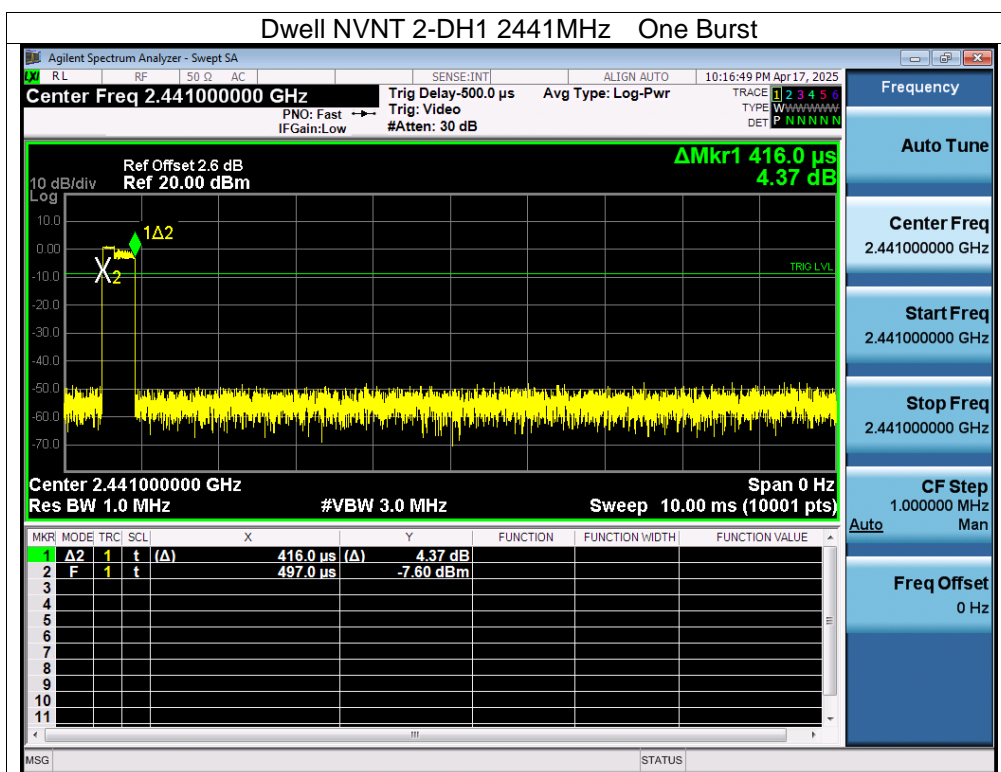 Dwell NVNT 2-DH1 2441MHz One Burst
Agilent Spectrum Analyzer - Swept SA
LXI RL RF 50 Ω AC SENSE:INT ALIGN AUTO 10:16:49 PM Apr 17, 2025
Center Freq 2.441000000 GHz
PNO: Fast
IFGain:Low
Trig Delay-500.0 µs
Trig: Video
#Atten: 30 dB
Avg Type: Log-Pwr
TRACE 1 2 3 4 5 6
TYPE WWWWWWW
DET P N N N N N
Frequency
Auto Tune
Center Freq
2.441000000 GHz
Start Freq
2.441000000 GHz
Stop Freq
2.441000000 GHz
CF Step
1.000000 MHz
Auto Man
Freq Offset
0 Hz
ΔMkr1 416.0 µs
4.37 dB
Ref Offset 2.6 dB
10 dB/div Ref 20.00 dBm
Log
10.0
0.00
-10.0
-20.0
-30.0
-40.0
-50.0
-60.0
-70.0
1Δ2
2
TRIG LVL
Center 2.441000000 GHz Span 0 Hz
Res BW 1.0 MHz #VBW 3.0 MHz Sweep 10.00 ms (10001 pts)
MKR MODE TRC SCL X Y FUNCTION FUNCTION WIDTH FUNCTION VALUE
1 Δ2 1 t (Δ) 416.0 µs (Δ) 4.37 dB
2 F 1 t 497.0 µs -7.60 dBm
3
4
5
6
7
8
9
10
11
MSG STATUS